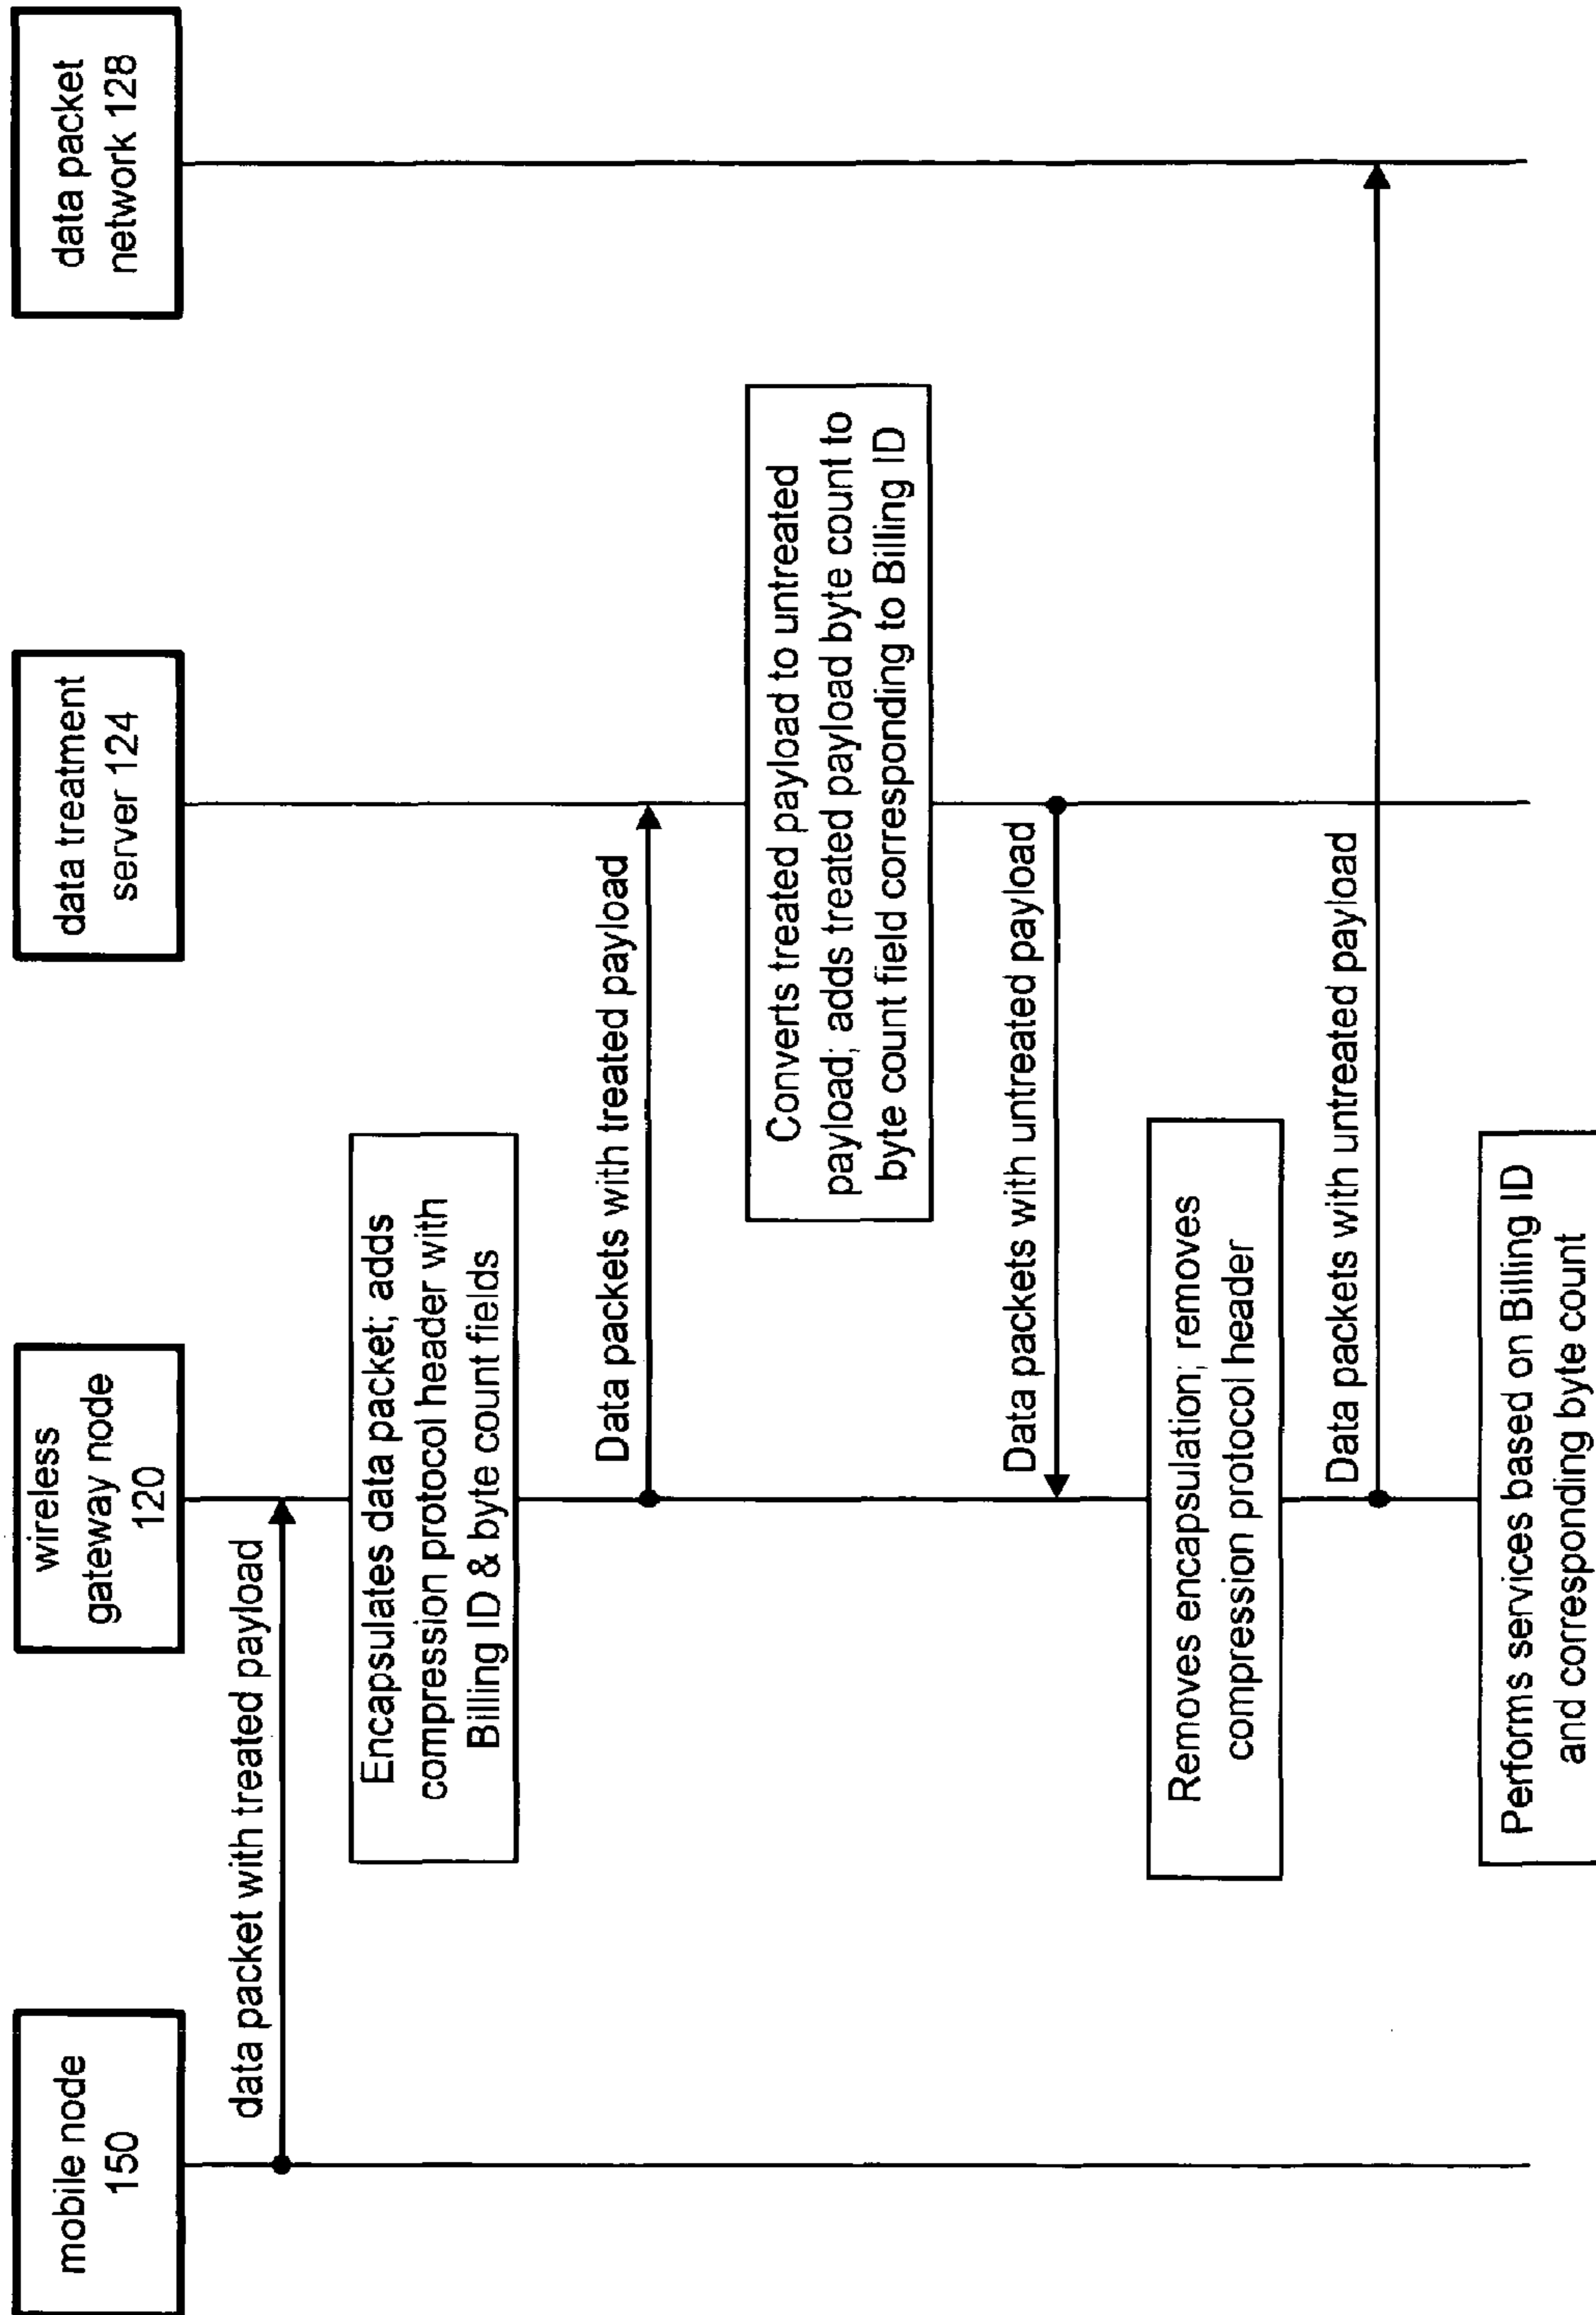 mobile node
150
wireless
gateway node
120
data treatment
server 124
data packet
network 128
data packet with treated payload
Encapsulates data packet; adds
compression protocol header with
Billing ID & byte count fields
Data packets with treated payload
Converts treated payload to untreated
payload; adds treated payload byte count to
byte count field corresponding to Billing ID
Data packets with untreated payload
Removes encapsulation; removes
compression protocol header
Data packets with untreated payload
Performs services based on Billing ID
and corresponding byte count